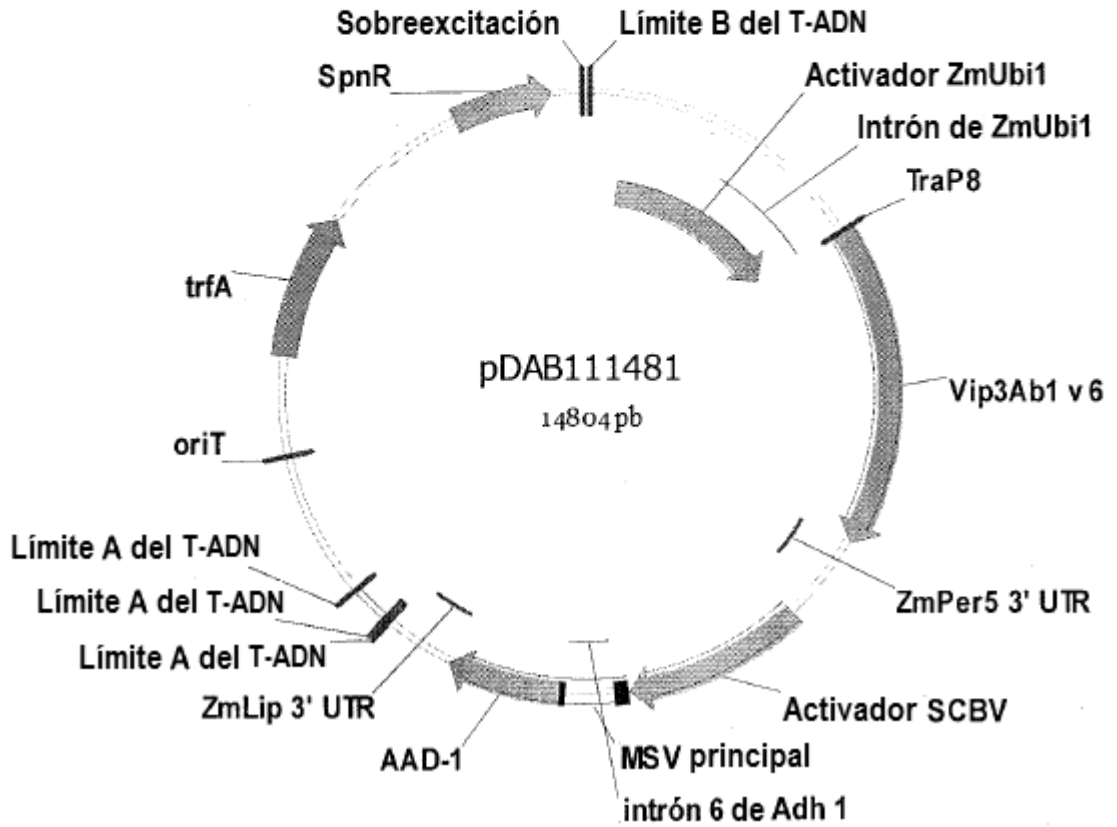 Sobreexcitación
Límite B del T-ADN
SpnR
Activador ZmUbi1
Intrón de ZmUbi1
TraP8
trfA
pDAB111481
14804pb
Vip3Ab1 v 6
oriT
Límite A del T-ADN
Límite A del T-ADN
Límite A del T-ADN
ZmPer5 3' UTR
ZmLip 3' UTR
Activador SCBV
AAD-1
MSV principal
intrón 6 de Adh 1